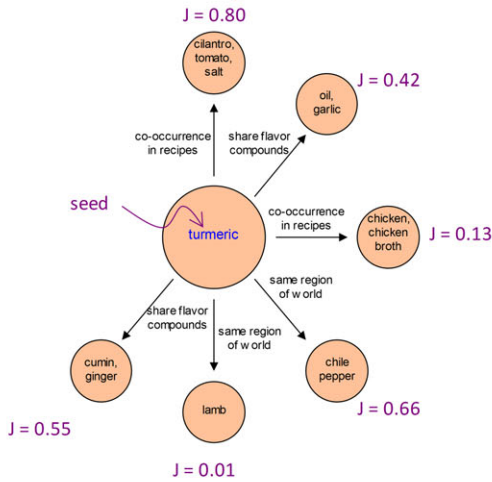 J = 0.80
cilantro,
tomato,
salt
J = 0.42
oil,
garlic
co-occurrence
in recipes
share flavor
compounds
seed
turmeric
co-occurrence
in recipes
chicken,
chicken
broth
J = 0.13
same region
of world
share flavor
compounds
same region
of world
cumin,
ginger
chile
pepper
lamb
J = 0.66
J = 0.55
J = 0.01